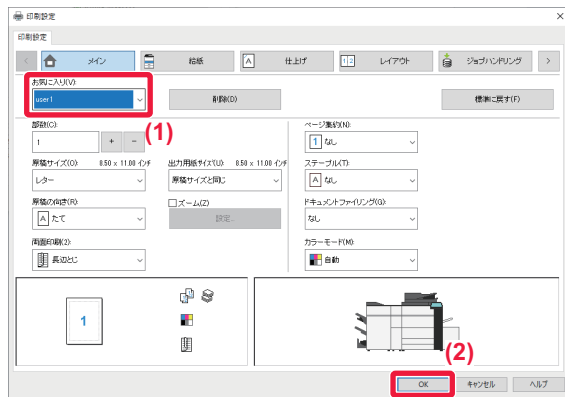 印刷設定
印刷設定
メイン
給紙
仕上げ
レイアウト
ジョブハンドリング
お気に入り(V):
user1
削除(D)
標準に戻す(F)
(1)
部数(C):
1
+
-
原稿サイズ(O): 8.50 x 11.00 インチ
レター
出力用紙サイズ(U): 8.50 x 11.00 インチ
原稿サイズと同じ
原稿の向き(R):
たて
ズーム(Z)
設定...
両面印刷(2):
長辺とじ
ページ集約(N):
1 なし
ステープル(T):
なし
ドキュメントファイリング(G):
なし
カラーモード(M):
自動
1
(2)
OK
キャンセル
ヘルプ